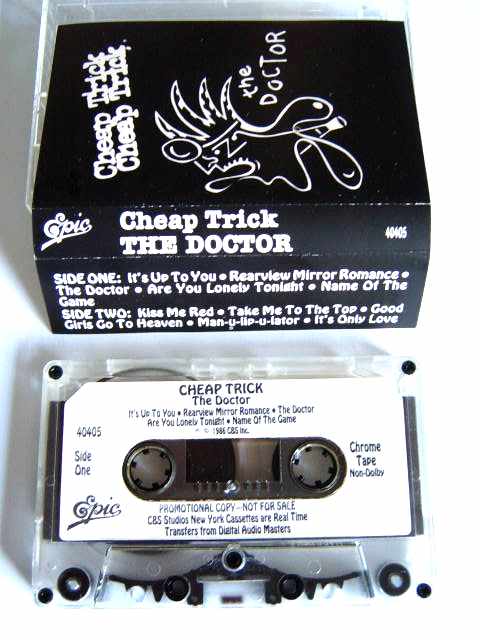 Cheap Trick
Cheap Trick.
the
DOCTOR
Epic
Cheap Trick
THE DOCTOR
40405
SIDE ONE: It's Up To You • Rearview Mirror Romance •
The Doctor • Are You Lonely Tonight • Name Of The
Game
SIDE TWO: Kiss Me Red • Take Me To The Top • Good
Girls Go To Heaven • Man-u-lip-u-lator • It's Only Love
CHEAP TRICK
The Doctor
It's Up To You • Rearview Mirror Romance • The Doctor
Are You Lonely Tonight • Name Of The Game
℗ © 1986 CBS Inc.
40405
Side
One
Chrome
Tape
Non-Dolby
Epic
PROMOTIONAL COPY—NOT FOR SALE
CBS Studios New York Cassettes are Real Time
Transfers from Digital Audio Masters